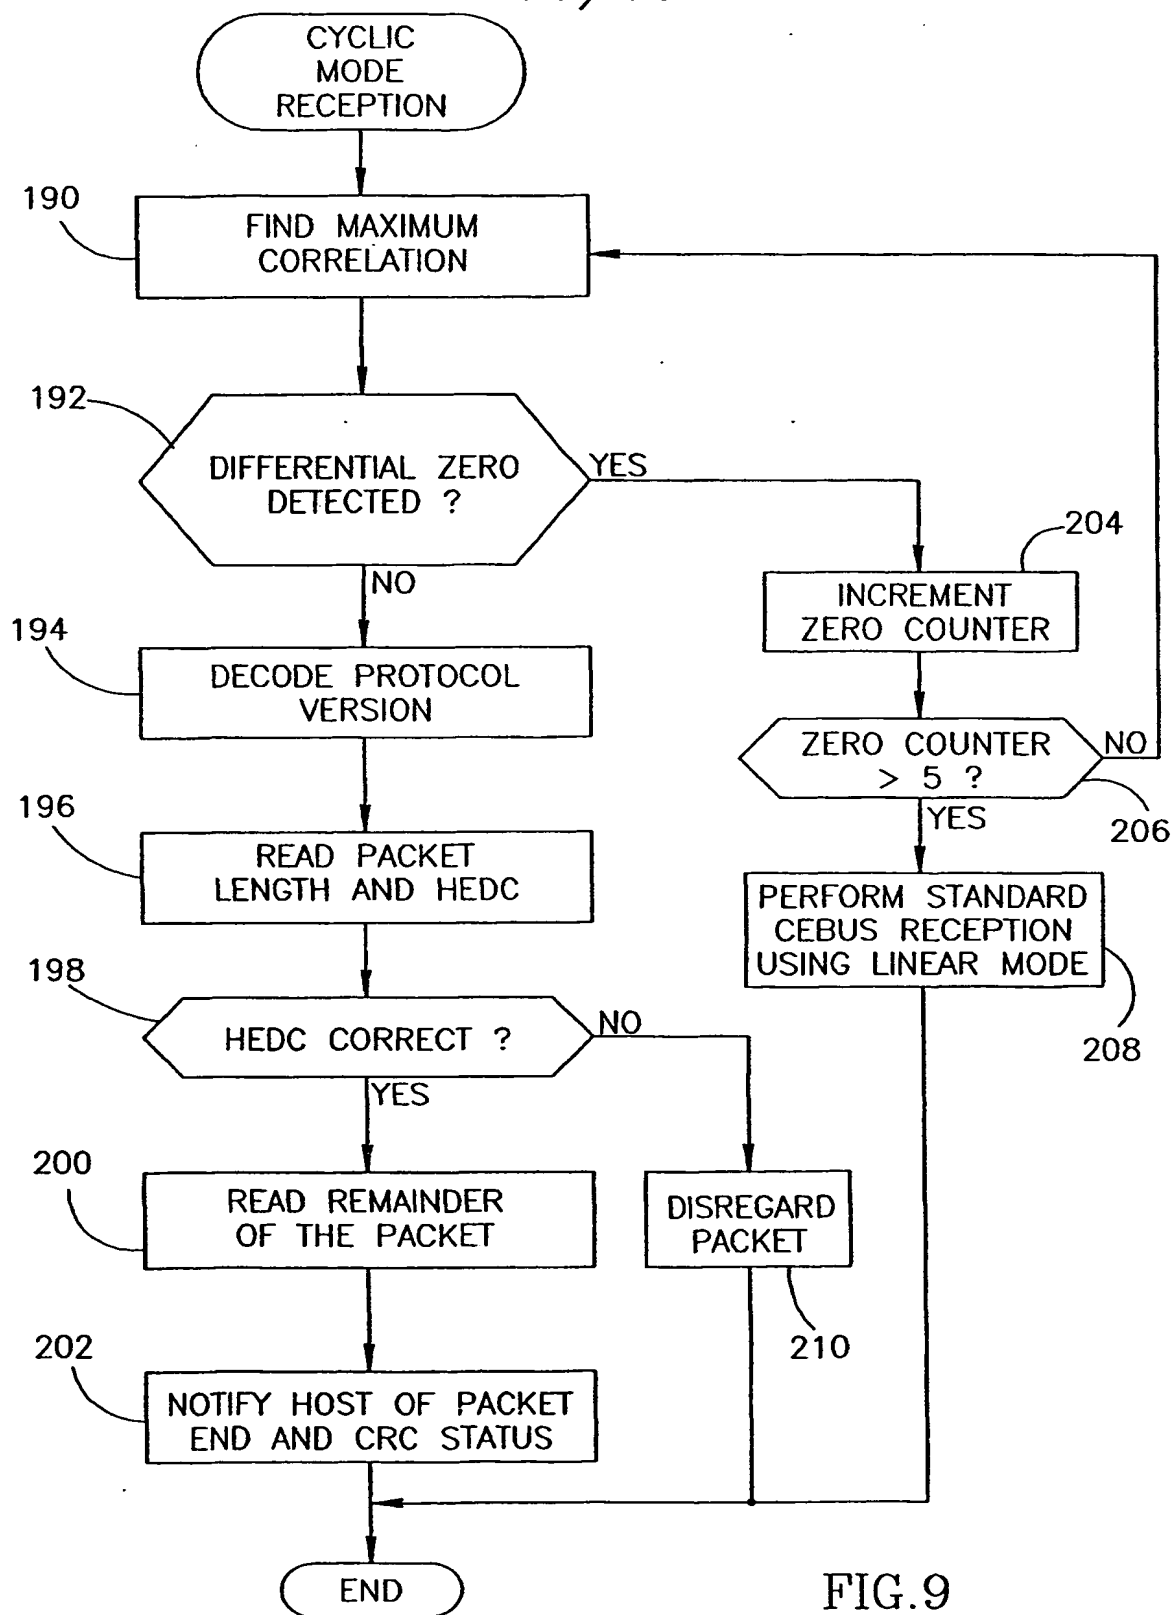 CYCLIC
MODE
RECEPTION
190
FIND MAXIMUM
CORRELATION
192
DIFFERENTIAL ZERO
DETECTED ?
YES
NO
204
INCREMENT
ZERO COUNTER
194
DECODE PROTOCOL
VERSION
ZERO COUNTER
> 5 ?
NO
YES
206
196
READ PACKET
LENGTH AND HEDC
PERFORM STANDARD
CEBUS RECEPTION
USING LINEAR MODE
208
198
HEDC CORRECT ?
NO
YES
200
READ REMAINDER
OF THE PACKET
DISREGARD
PACKET
210
202
NOTIFY HOST OF PACKET
END AND CRC STATUS
END
FIG.9